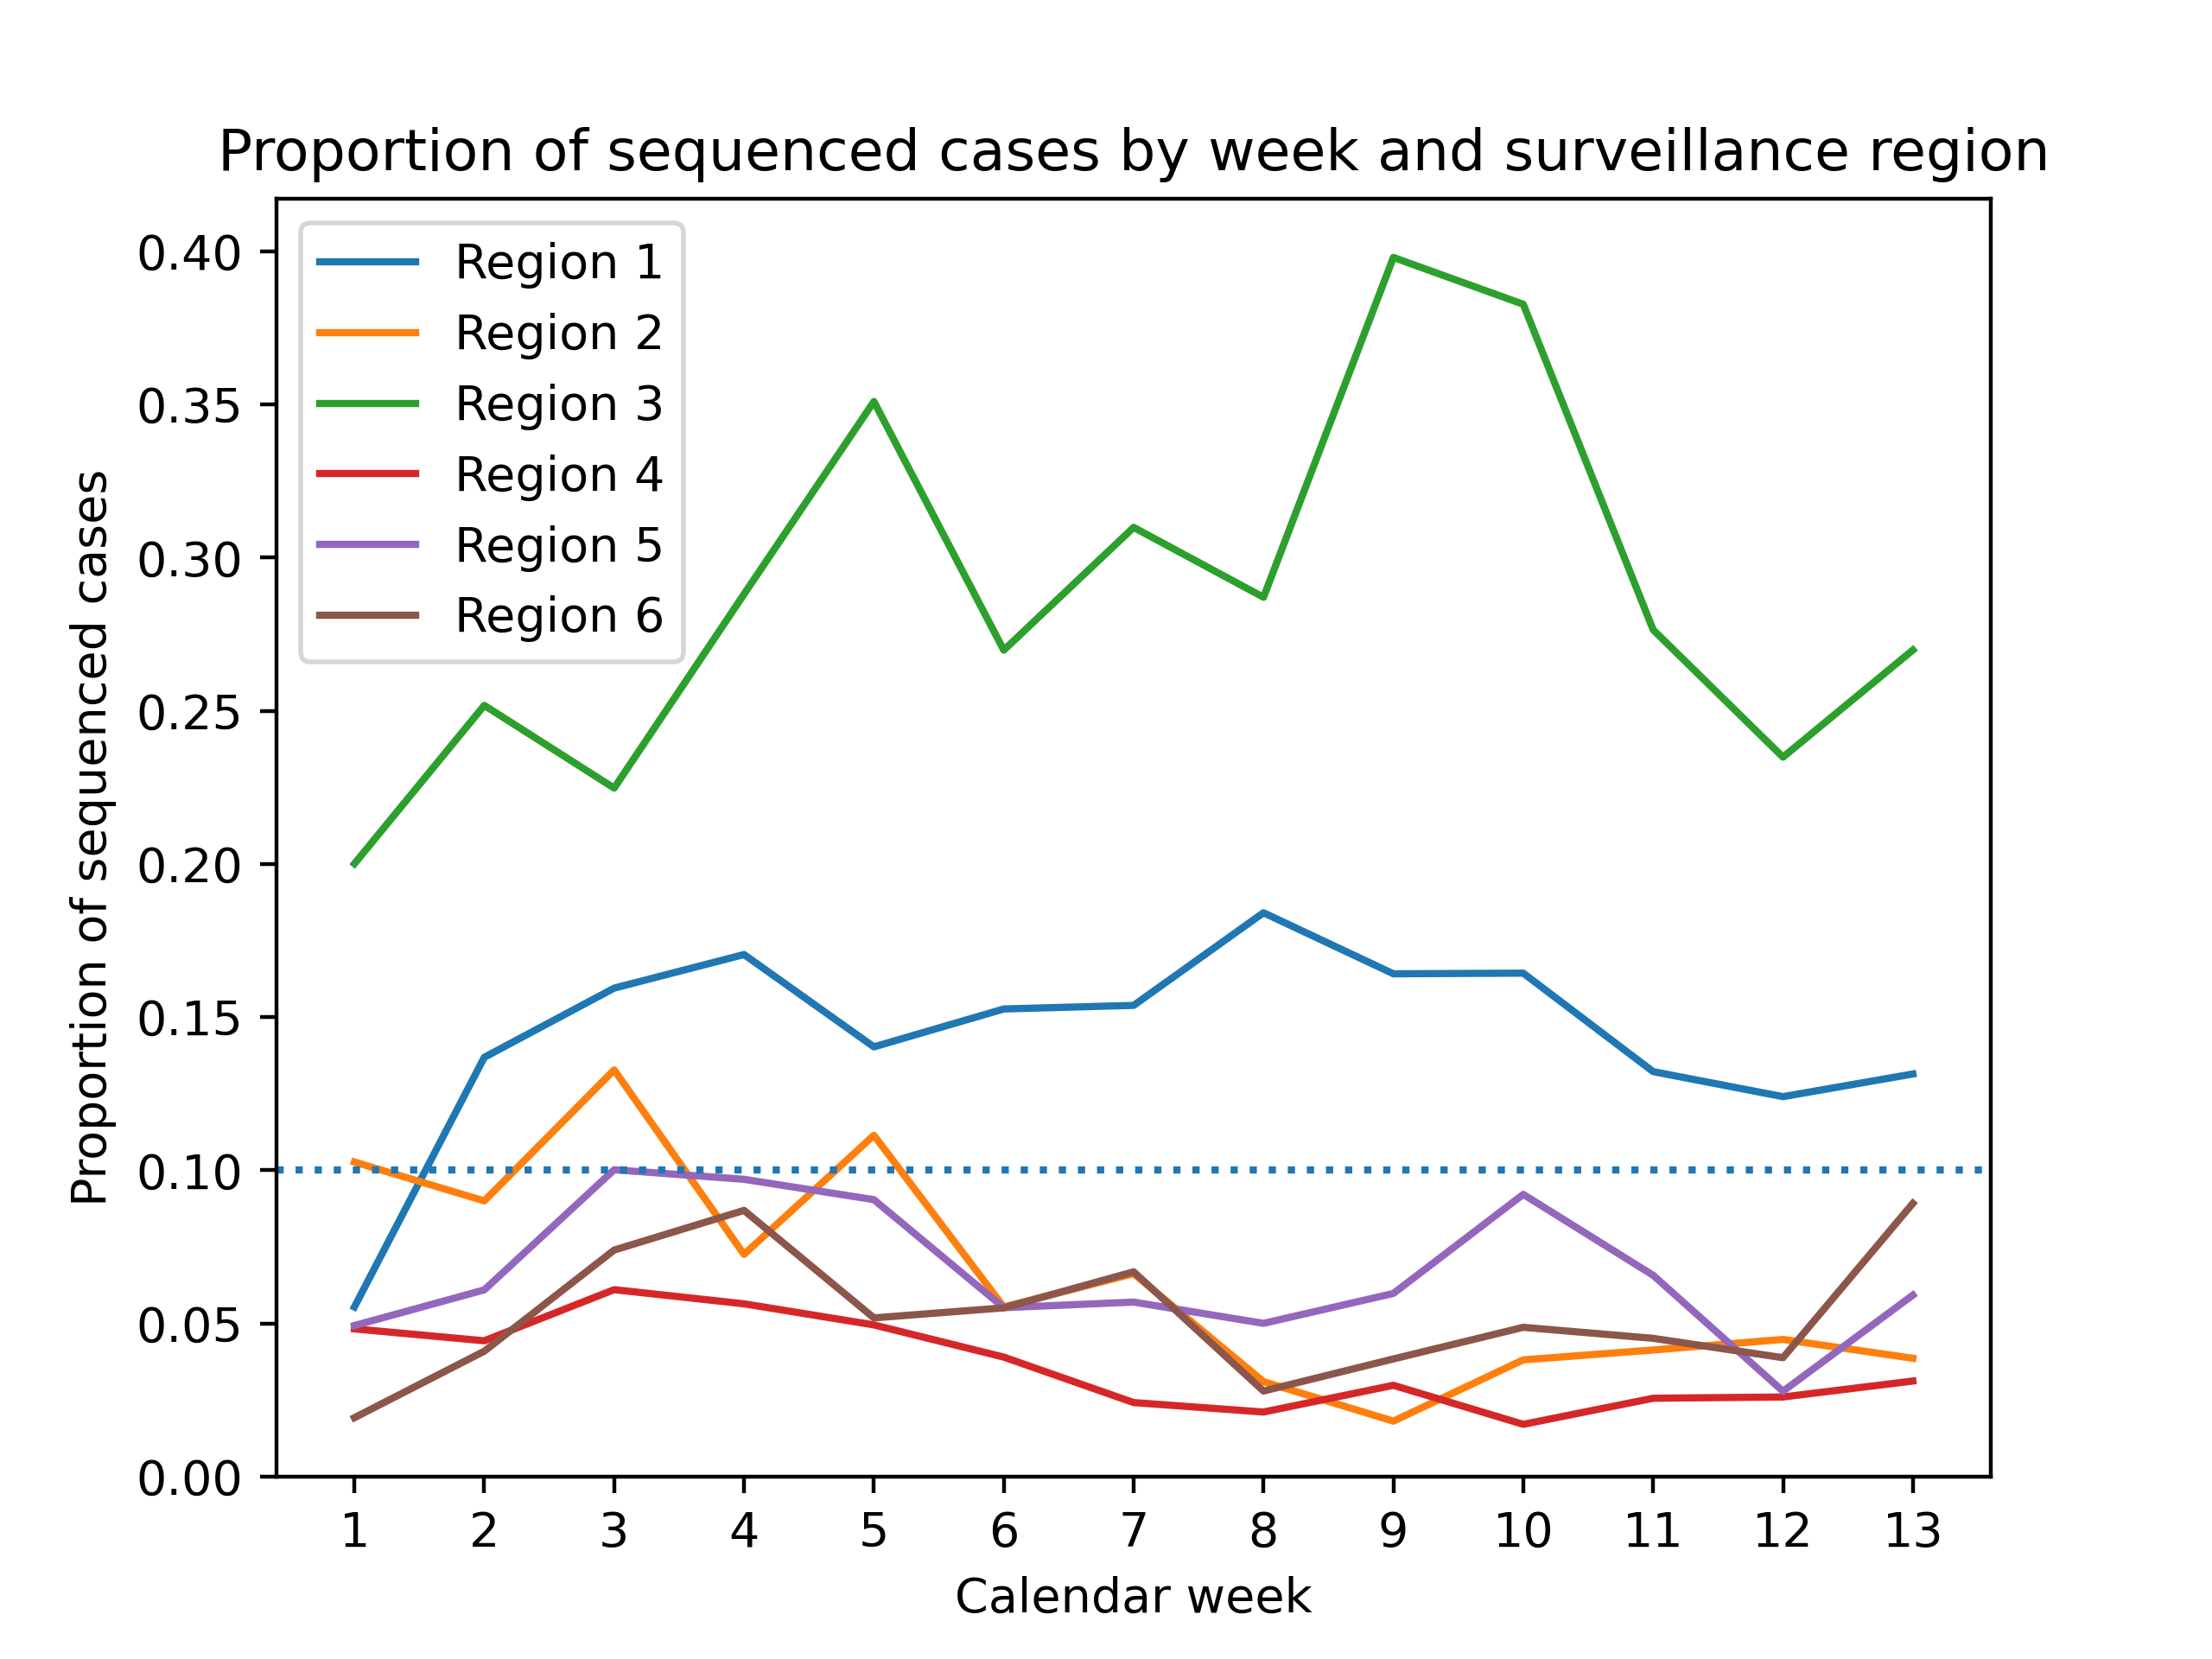 Proportion of sequenced cases by week and surveillance region
Region 1
Region 2
Region 3
Region 4
Region 5
Region 6
0.40
0.35
0.30
0.25
0.20
0.15
0.10
0.05
0.00
Proportion of sequenced cases
1 2 3 4 5 6 7 8 9 10 11 12 13
Calendar week